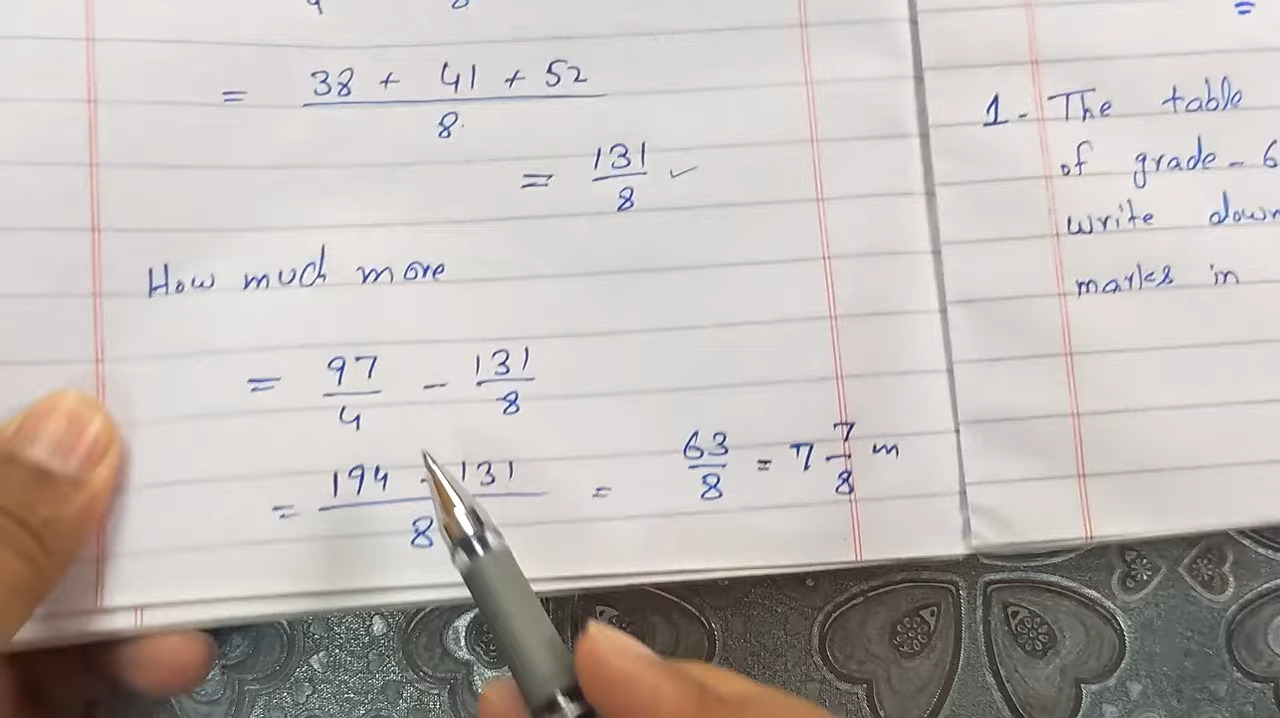 = 38 + 41 + 52 / 8.
= 131/8 ✓
How much more
= 97/4 - 131/8
= 194 - 131 / 8 = 63/8 = 7 7/8 m
1- The table
of grade-6
write down
marks in